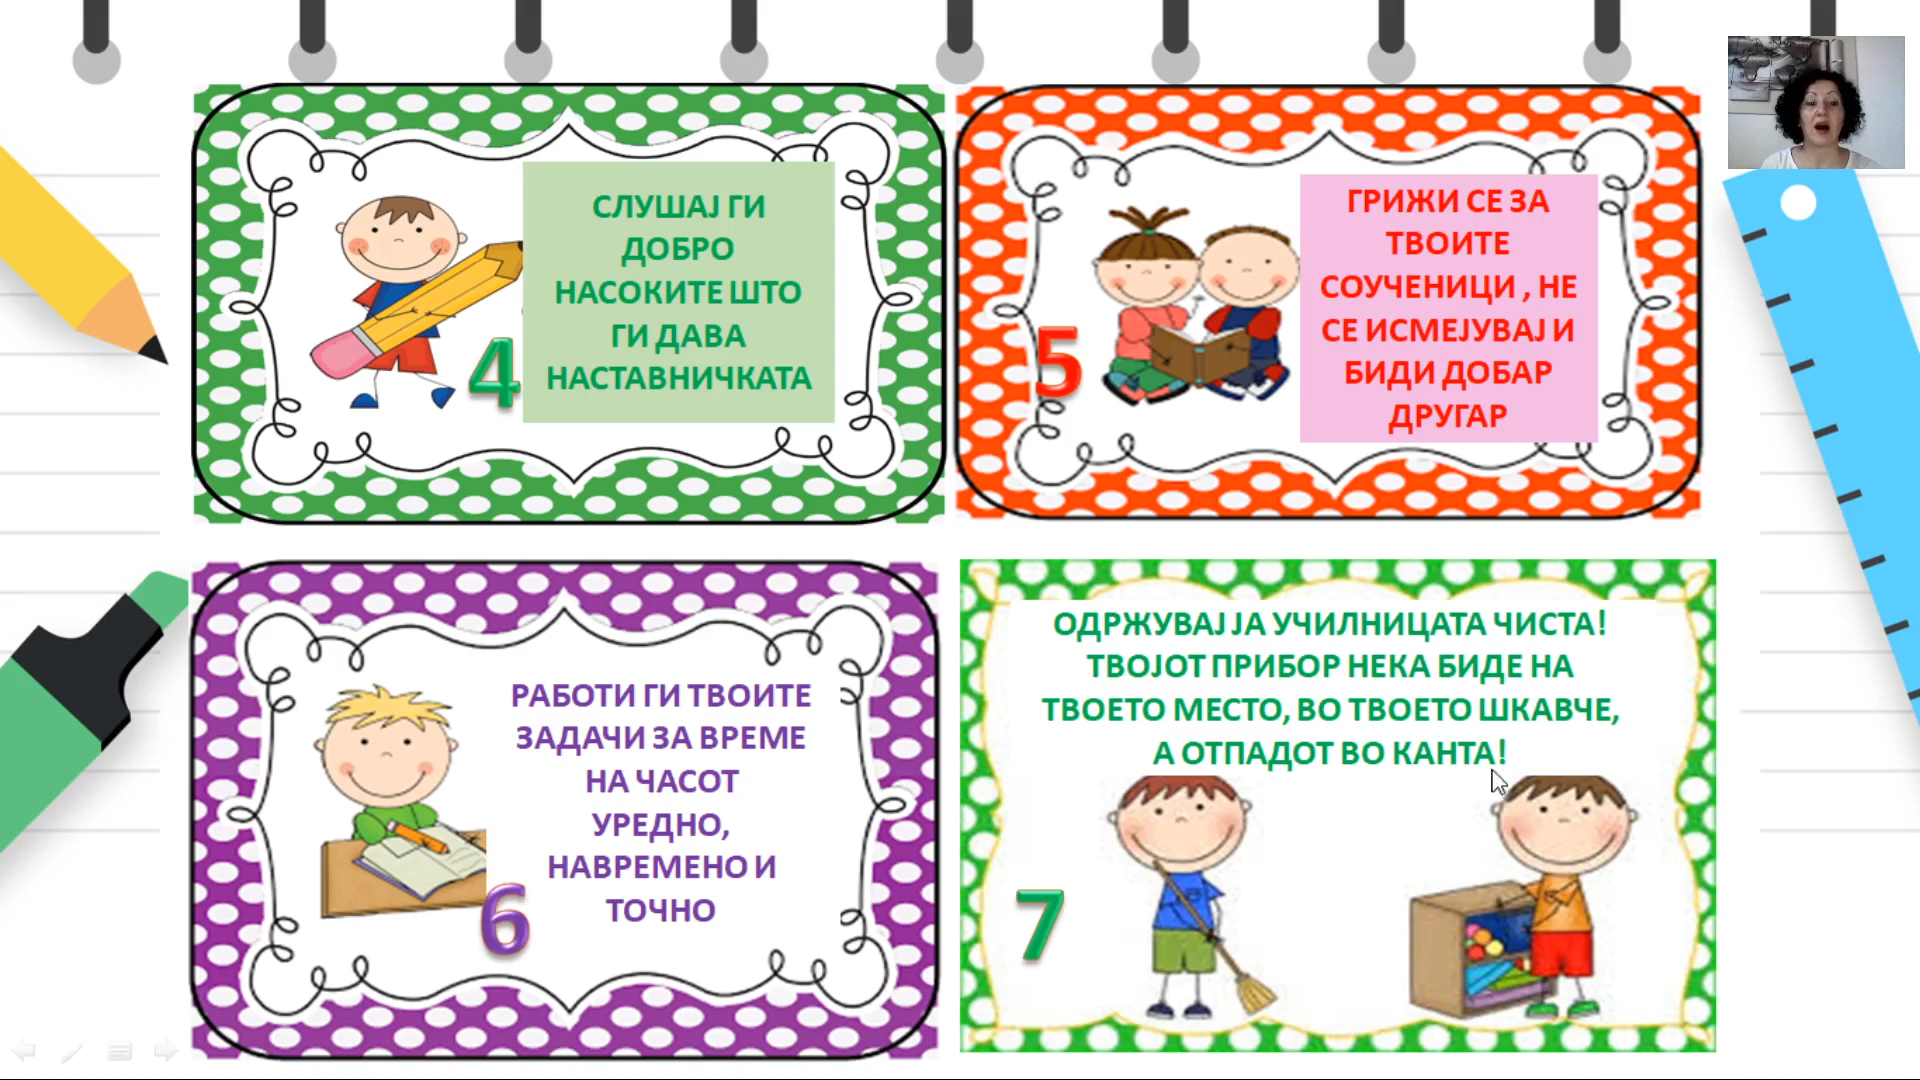 СЛУШАЈ ГИ
ДОБРО
НАСОКИТЕ ШТО
ГИ ДАВА
НАСТАВНИЧКАТА
4
ГРИЖИ СЕ ЗА
ТВОИТЕ
СОУЧЕНИЦИ , НЕ
СЕ ИСМЕЈУВАЈ И
БИДИ ДОБАР
ДРУГАР
5
РАБОТИ ГИ ТВОИТЕ
ЗАДАЧИ ЗА ВРЕМЕ
НА ЧАСОТ
УРЕДНО,
НАВРЕМЕНО И
ТОЧНО
6
ОДРЖУВАЈ ЈА УЧИЛНИЦАТА ЧИСТА!
ТВОЈОТ ПРИБОР НЕКА БИДЕ НА
ТВОЕТО МЕСТО, ВО ТВОЕТО ШКАВЧЕ,
А ОТПАДОТ ВО КАНТА!
7